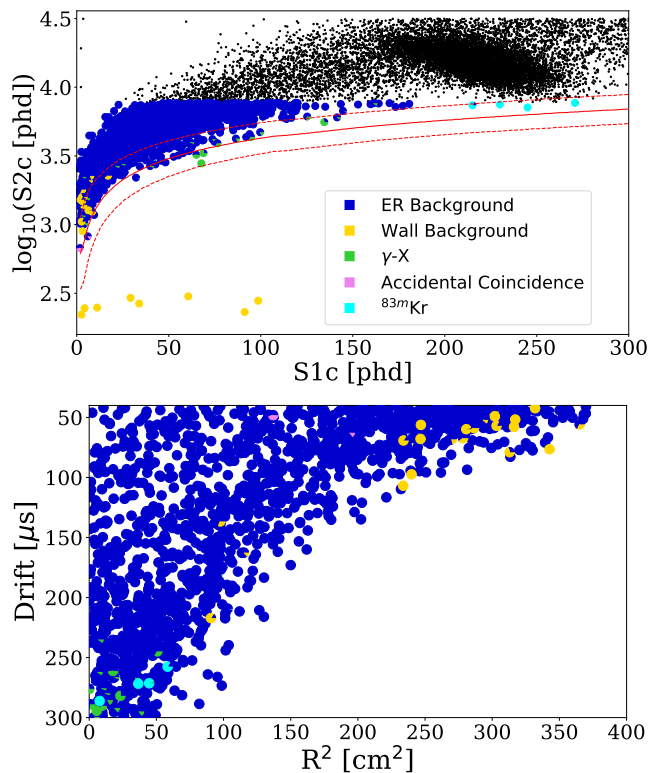 4.5
4.0
3.5
3.0
2.5
log₁₀(S2c [phd])
ER Background
Wall Background
γ-X
Accidental Coincidence
⁸³ᵐKr
0 50 100 150 200 250 300
S1c [phd]
50
100
150
200
250
300
Drift [μs]
0 50 100 150 200 250 300 350 400
R² [cm²]